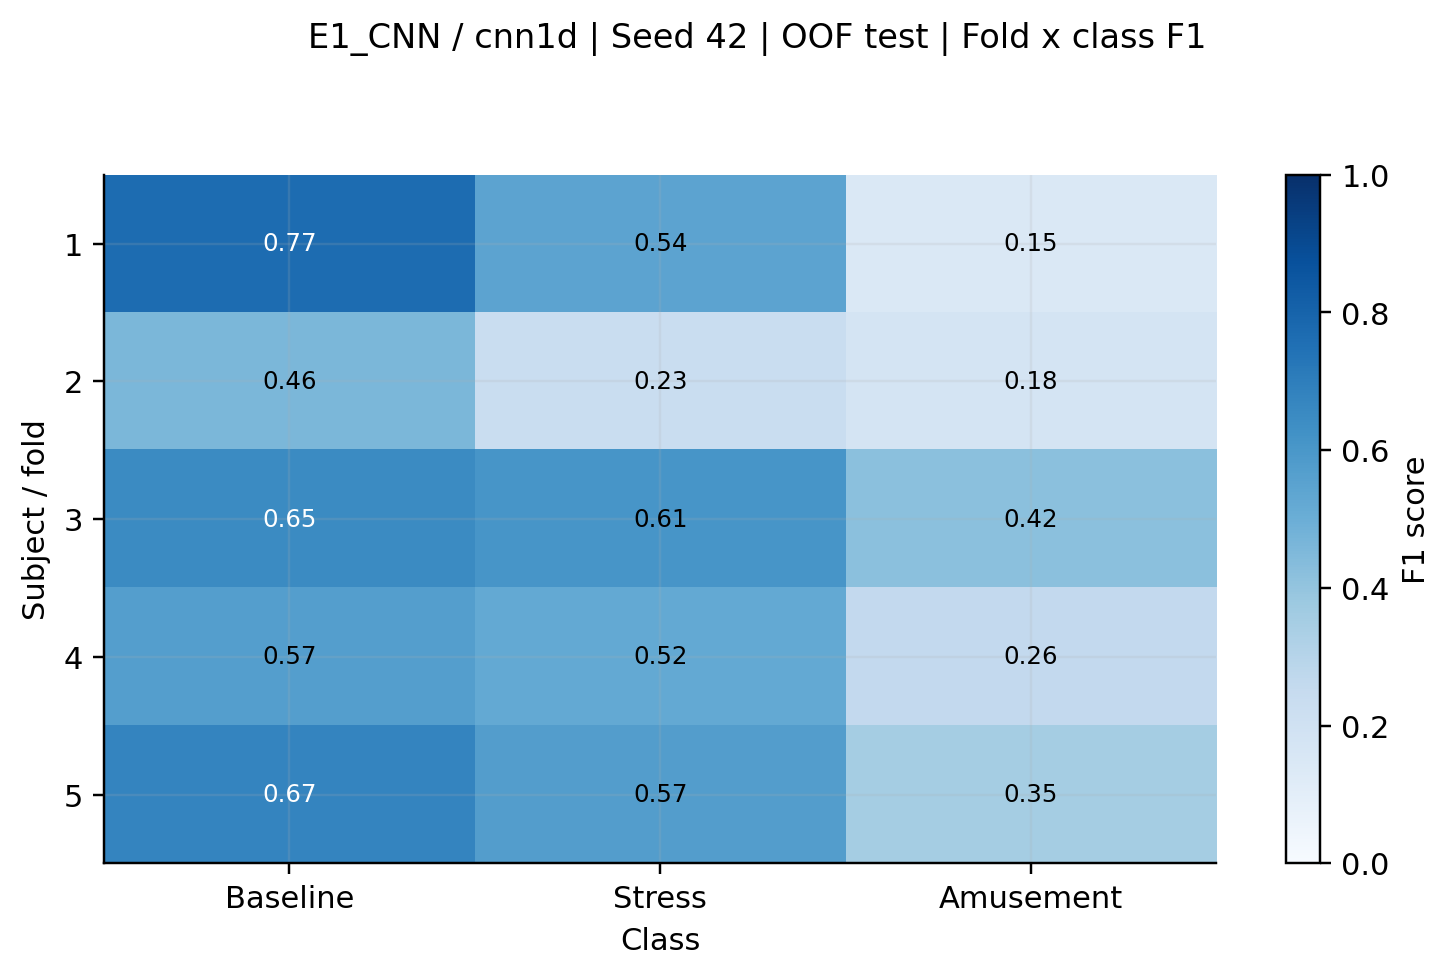 E1_CNN / cnn1d | Seed 42 | OOF test | Fold x class F1
1 0.77 0.54 0.15
2 0.46 0.23 0.18
3 0.65 0.61 0.42
4 0.57 0.52 0.26
5 0.67 0.57 0.35
Subject / fold
Baseline Stress Amusement
Class
1.0
0.8
0.6
0.4
0.2
0.0
F1 score